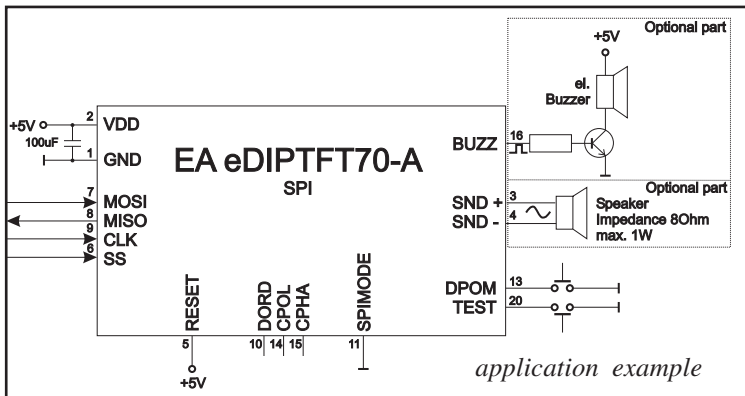 Optional part
+5V
el.
Buzzer
2
+5V
VDD
100uF
1
GND
EA eDIPTFT70-A
SPI
BUZZ
16
7
MOSI
8
MISO
9
CLK
6
SS
Optional part
SND +
3
SND -
4
Speaker
Impedance 8Ohm
max. 1W
DPOM
13
TEST
20
RESET
DORD
CPOL
CPHA
SPIMODE
5
10
14
15
11
+5V
application example